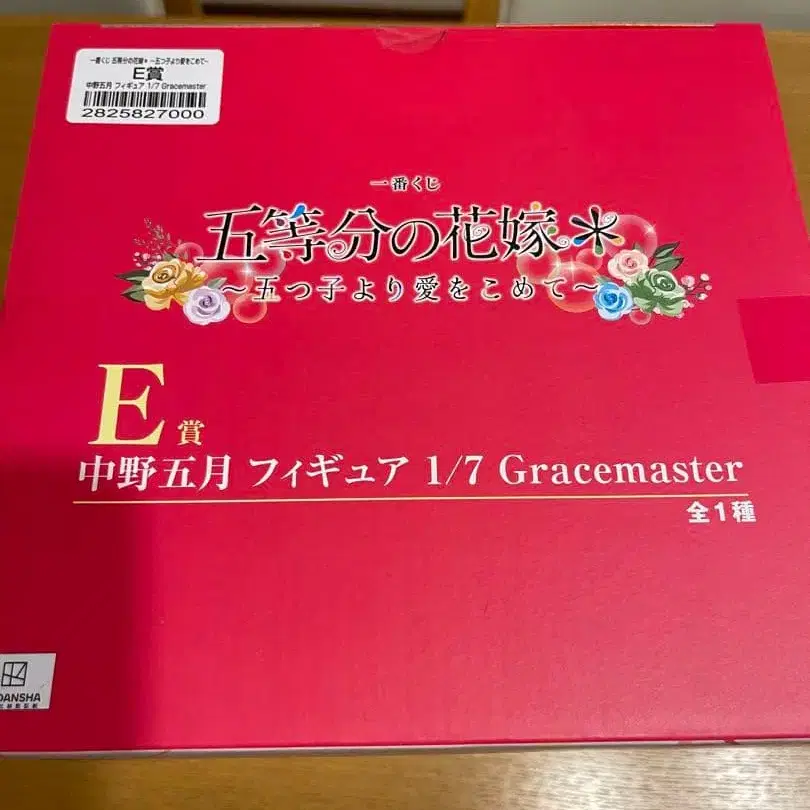 一番くじ 五等分の花嫁* ~五つ子より愛をこめて~
E賞
中野五月 フィギュア 1/7 Gracemaster
2825827000
一番くじ
五等分の花嫁*
~五つ子より愛をこめて~
E賞
中野五月 フィギュア 1/7 Gracemaster
全1種
DANSHA